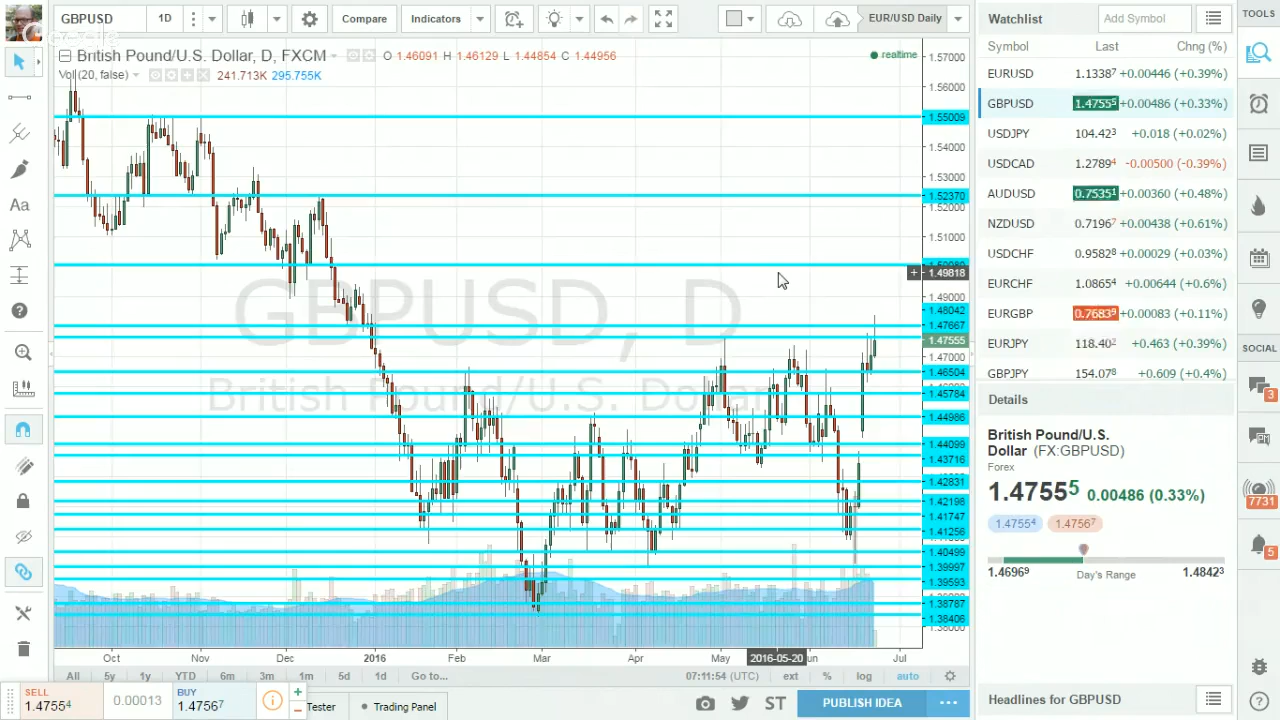 GBPUSD
1D
Compare
Indicators
EUR/USD Daily
British Pound/U.S. Dollar, D, FXCM
O 1.46091 H 1.46129 L 1.44854 C 1.44956
realtime
Vol (20, false)
241.713K 295.755K
GBPUSD, D
British Pound/U.S. Dollar
1.57000
1.56000
1.55009
1.54000
1.53000
1.52370
1.52000
1.51000
1.49818
1.49000
1.48042
1.47667
1.47555
1.47000
1.46504
1.45784
1.44986
1.44099
1.43716
1.42831
1.42198
1.41747
1.41256
1.40499
1.39997
1.39593
1.38787
1.38406
1.38000
Oct
Nov
Dec
2016
Feb
Mar
Apr
May
2016-05-20
Jul
All
5y
1y
YTD
6m
3m
1m
5d
1d
Go to...
07:11:54 (UTC)
ext
%
log
auto
SELL
1.4755⁴
0.00013
BUY
1.4756⁷
Tester
Trading Panel
ST
PUBLISH IDEA
Watchlist
Add Symbol
Symbol Last Chng (%)
EURUSD 1.1338⁷ +0.00446 (+0.39%)
GBPUSD 1.4755⁵ +0.00486 (+0.33%)
USDJPY 104.42³ +0.018 (+0.02%)
USDCAD 1.2789⁴ -0.00500 (-0.39%)
AUDUSD 0.7535¹ +0.00360 (+0.48%)
NZDUSD 0.7196⁷ +0.00438 (+0.61%)
USDCHF 0.9582⁸ +0.00029 (+0.03%)
EURCHF 1.0865⁴ +0.00644 (+0.6%)
EURGBP 0.7683⁹ +0.00083 (+0.11%)
EURJPY 118.40² +0.463 (+0.39%)
GBPJPY 154.07⁸ +0.609 (+0.4%)
Details
British Pound/U.S.
Dollar (FX:GBPUSD)
Forex
1.4755⁵ 0.00486 (0.33%)
1.4755⁴ 1.4756⁷
1.4696⁹ Day's Range 1.4842³
Headlines for GBPUSD
TOOLS
SOCIAL
3
7731
5
Aa